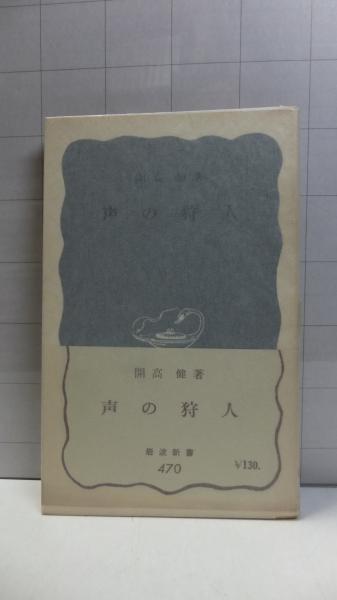 開高 健 著
声の狩人
開高 健 著
声の狩人
岩波新書
470
¥130.